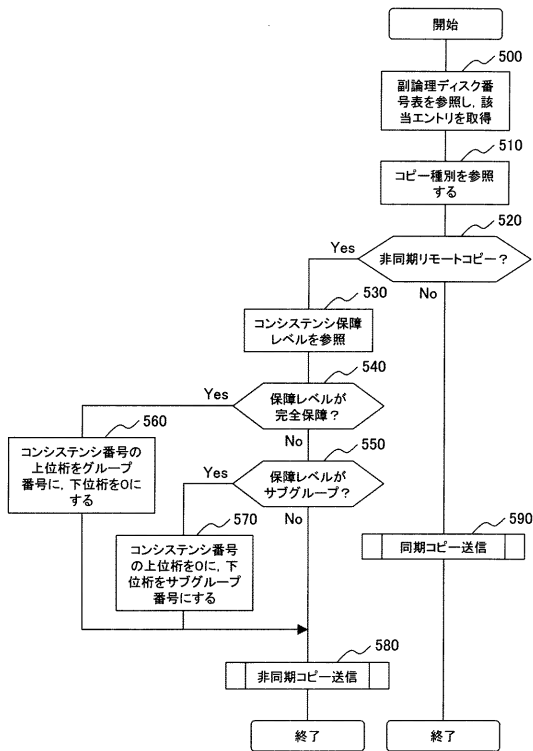 開始
500
副論理ディスク番
号表を参照し, 該
当エントリを取得
510
コピー種別を参照
する
520
非同期リモートコピー？
Yes
No
530
コンシステンシ保障
レベルを参照
540
保障レベルが
完全保障？
Yes
No
560
コンシステンシ番号の
上位桁をグループ
番号に, 下位桁を0に
する
550
保障レベルが
サブグループ？
Yes
No
570
コンシステンシ番号
の上位桁を0に, 下
位桁をサブグループ
番号にする
590
同期コピー送信
580
非同期コピー送信
終了
終了